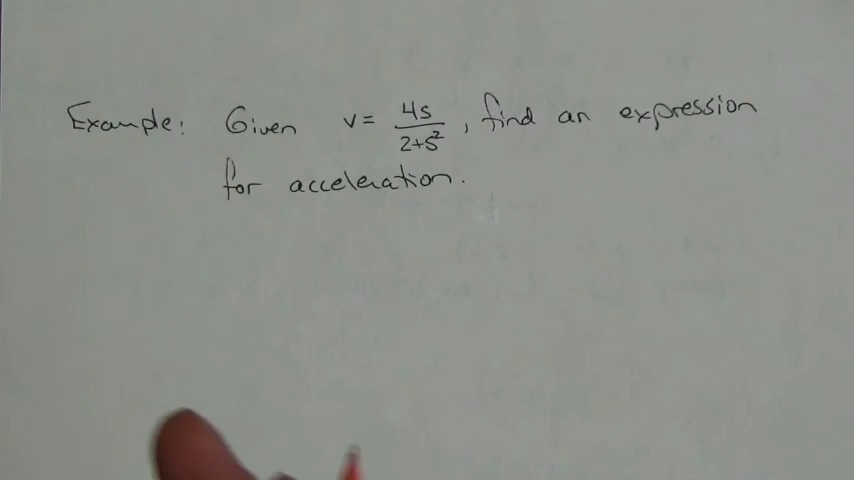 Example: Given v = 4s/(2+s²), find an expression
for acceleration.